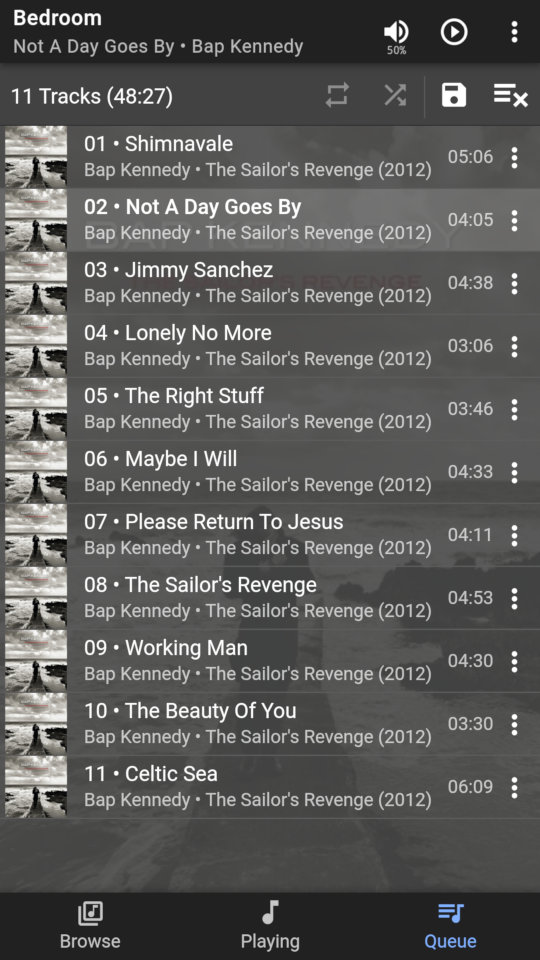 Bedroom
Not A Day Goes By • Bap Kennedy
50%
11 Tracks (48:27)
01 • Shimnavale
Bap Kennedy • The Sailor's Revenge (2012)
05:06
02 • Not A Day Goes By
Bap Kennedy • The Sailor's Revenge (2012)
04:05
BAP KENNEDY
03 • Jimmy Sanchez
Bap Kennedy • The Sailor's Revenge (2012)
04:38
THE SAILOR'S REVENGE
04 • Lonely No More
Bap Kennedy • The Sailor's Revenge (2012)
03:06
05 • The Right Stuff
Bap Kennedy • The Sailor's Revenge (2012)
03:46
06 • Maybe I Will
Bap Kennedy • The Sailor's Revenge (2012)
04:33
07 • Please Return To Jesus
Bap Kennedy • The Sailor's Revenge (2012)
04:11
08 • The Sailor's Revenge
Bap Kennedy • The Sailor's Revenge (2012)
04:53
09 • Working Man
Bap Kennedy • The Sailor's Revenge (2012)
04:30
10 • The Beauty Of You
Bap Kennedy • The Sailor's Revenge (2012)
03:30
11 • Celtic Sea
Bap Kennedy • The Sailor's Revenge (2012)
06:09
Browse
Playing
Queue